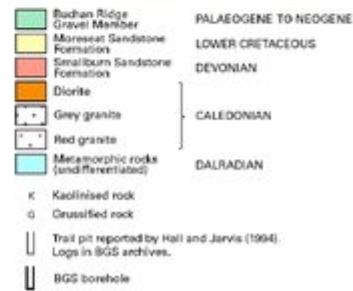 Buchan Ridge
Gravel Member
PALAEOGENE TO NEOGENE
Moreseat Sandstone
Formation
LOWER CRETACEOUS
Smallburn Sandstone
Formation
DEVONIAN
Diorite
Grey granite
CALEDONIAN
Red granite
Metamorphic rocks
(undifferentiated)
DALRADIAN
K Kaolinised rock
G Grussified rock
Trail pit reported by Hall and Jarvis (1994).
Logs in BGS archives.
BGS borehole